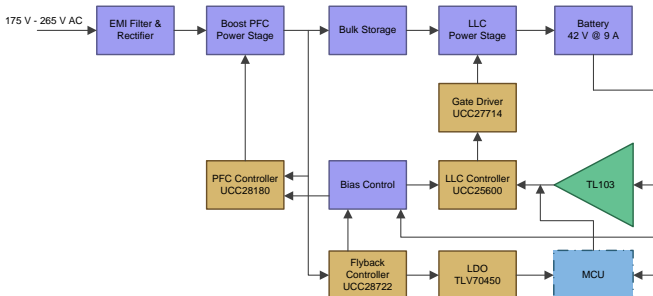 175 V - 265 V AC
EMI Filter &
Rectifier
Boost PFC
Power Stage
Bulk Storage
LLC
Power Stage
Battery
42 V @ 9 A
Gate Driver
UCC27714
PFC Controller
UCC28180
Bias Control
LLC Controller
UCC25600
TL103
Flyback
Controller
UCC28722
LDO
TLV70450
MCU